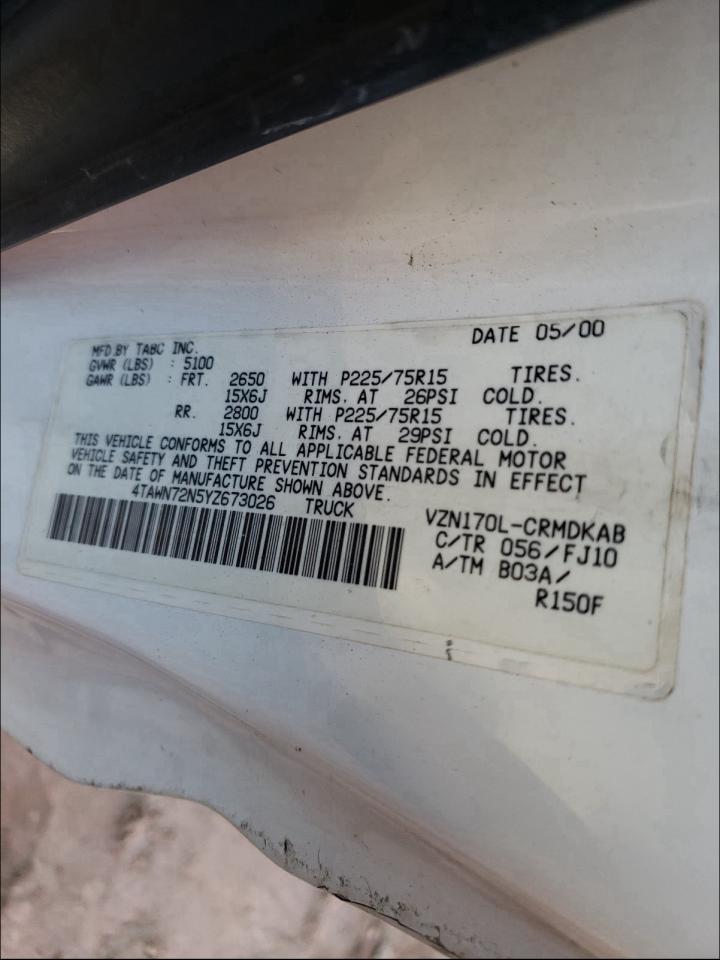 DATE 05/00
MFD.BY TABC INC.
GVWR (LBS) : 5100
GAWR (LBS) : FRT. 2650 WITH P225/75R15 TIRES.
15X6J RIMS. AT 26PSI COLD.
RR. 2800 WITH P225/75R15 TIRES.
15X6J RIMS. AT 29PSI COLD.
THIS VEHICLE CONFORMS TO ALL APPLICABLE FEDERAL MOTOR
VEHICLE SAFETY AND THEFT PREVENTION STANDARDS IN EFFECT
ON THE DATE OF MANUFACTURE SHOWN ABOVE.
4TAWN72N5YZ673026 TRUCK
VZN170L-CRMDKAB
C/TR 056/FJ10
A/TM B03A/
R150F